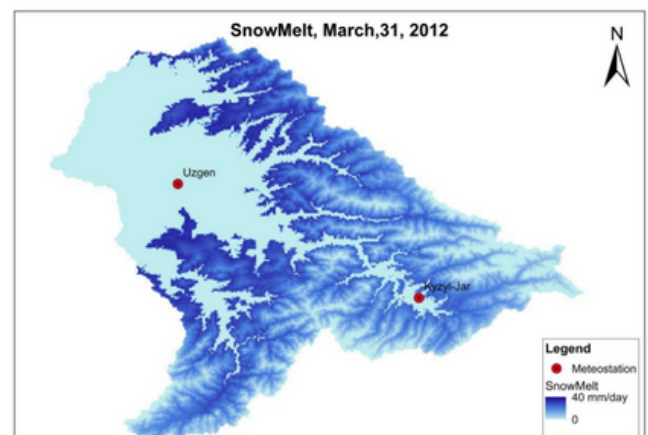 SnowMelt, March,31, 2012
N
Uzgen
Kyzyl-Jar
Legend
Meteostation
SnowMelt
40 mm/day
0